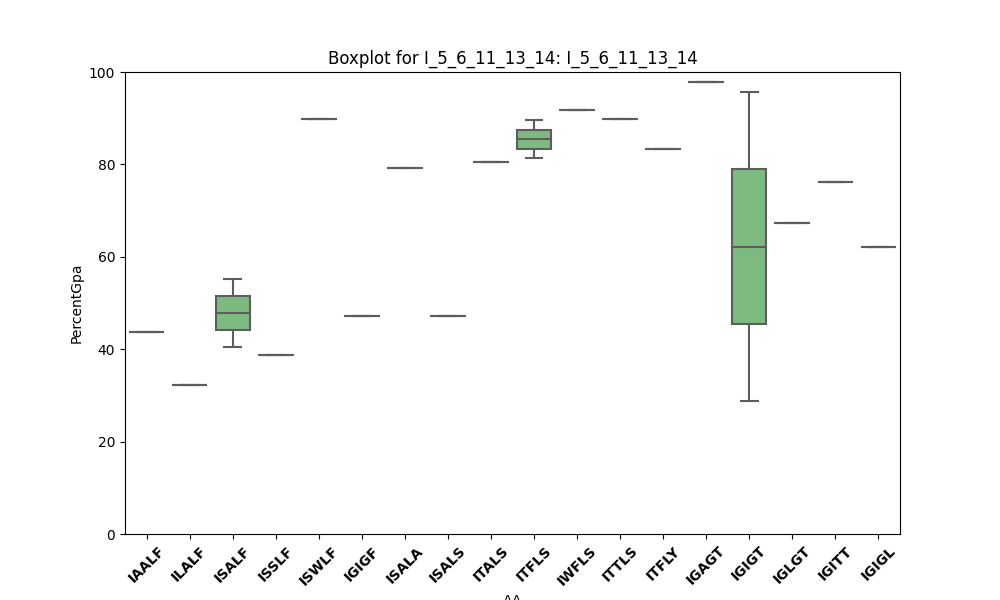 Boxplot for I_5_6_11_13_14: I_5_6_11_13_14
100
80
60
40
20
0
PercentGpa
IAALF
ILALF
ISALF
ISSLF
ISWLF
IGIGF
ISALA
ISALS
ITALS
ITFLS
IWFLS
ITTLS
ITFLY
IGAGT
IGIGT
IGLGT
IGITT
IGIGL
AA